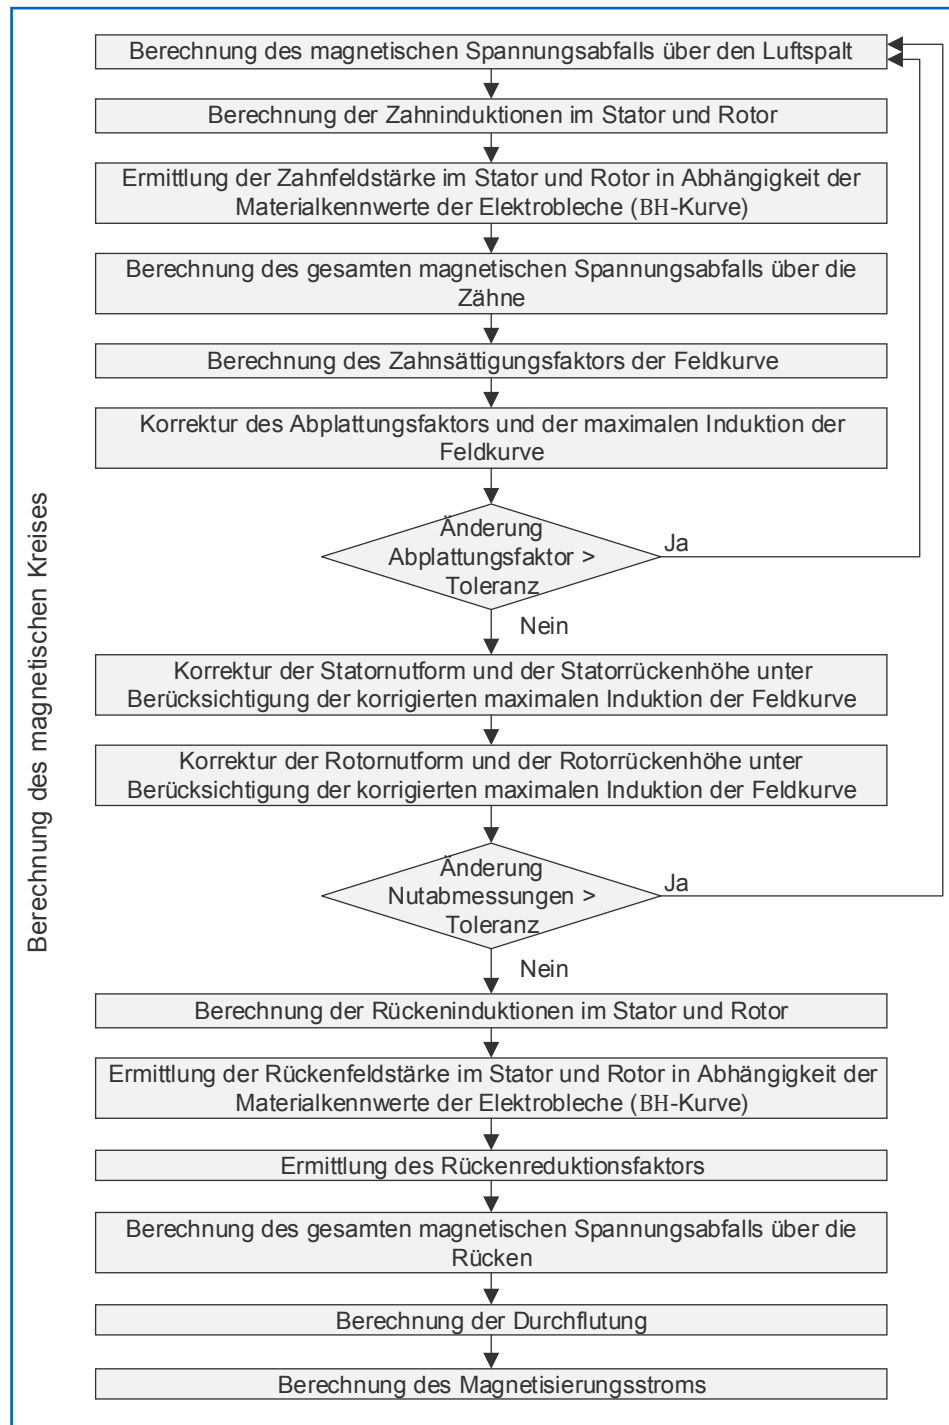 Berechnung des magnetischen Kreises
Berechnung des magnetischen Spannungsabfalls über den Luftspalt
Berechnung der Zahninduktionen im Stator und Rotor
Ermittlung der Zahnfeldstärke im Stator und Rotor in Abhängigkeit der
Materialkennwerte der Elektrobleche (BH-Kurve)
Berechnung des gesamten magnetischen Spannungsabfalls über die
Zähne
Berechnung des Zahnsättigungsfaktors der Feldkurve
Korrektur des Abplattungsfaktors und der maximalen Induktion der
Feldkurve
Änderung
Abplattungsfaktor >
Toleranz
Ja
Nein
Korrektur der Statornutform und der Statorrückenhöhe unter
Berücksichtigung der korrigierten maximalen Induktion der Feldkurve
Korrektur der Rotornutform und der Rotorrückenhöhe unter
Berücksichtigung der korrigierten maximalen Induktion der Feldkurve
Änderung
Nutabmessungen >
Toleranz
Ja
Nein
Berechnung der Rückeninduktionen im Stator und Rotor
Ermittlung der Rückenfeldstärke im Stator und Rotor in Abhängigkeit der
Materialkennwerte der Elektrobleche (BH-Kurve)
Ermittlung des Rückenreduktionsfaktors
Berechnung des gesamten magnetischen Spannungsabfalls über die
Rücken
Berechnung der Durchflutung
Berechnung des Magnetisierungsstroms